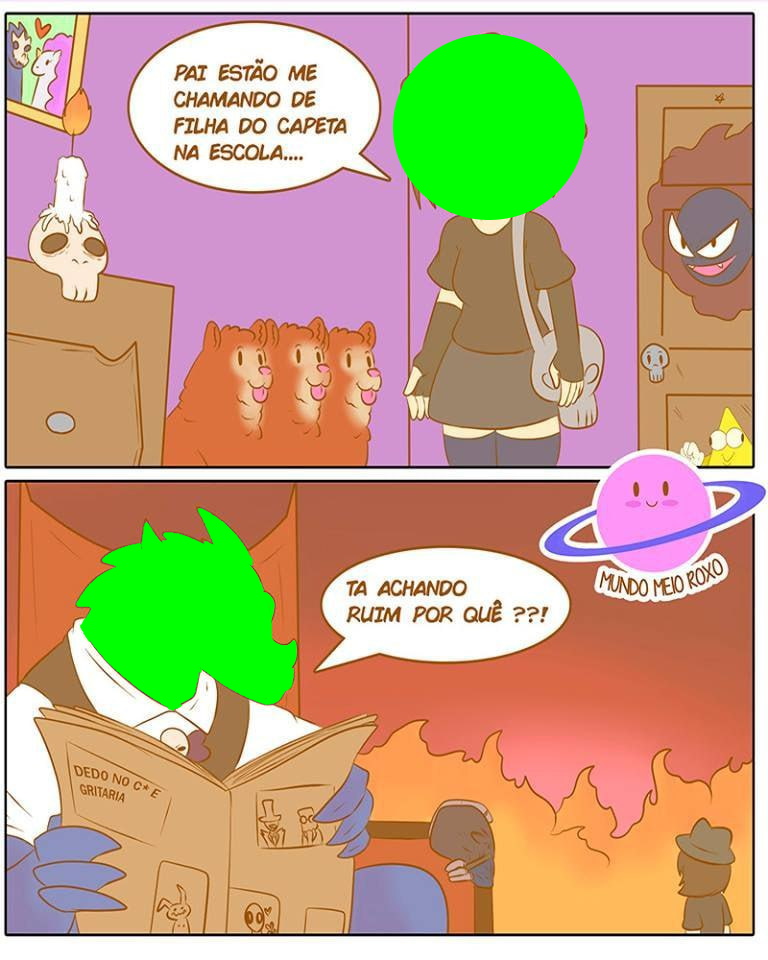 PAI ESTÃO ME
CHAMANDO DE
FILHA DO CAPETA
NA ESCOLA....
MUNDO MEIO ROXO
TA ACHANDO
RUIM POR QUÊ ??!
DEDO NO C* E
GRITARIA